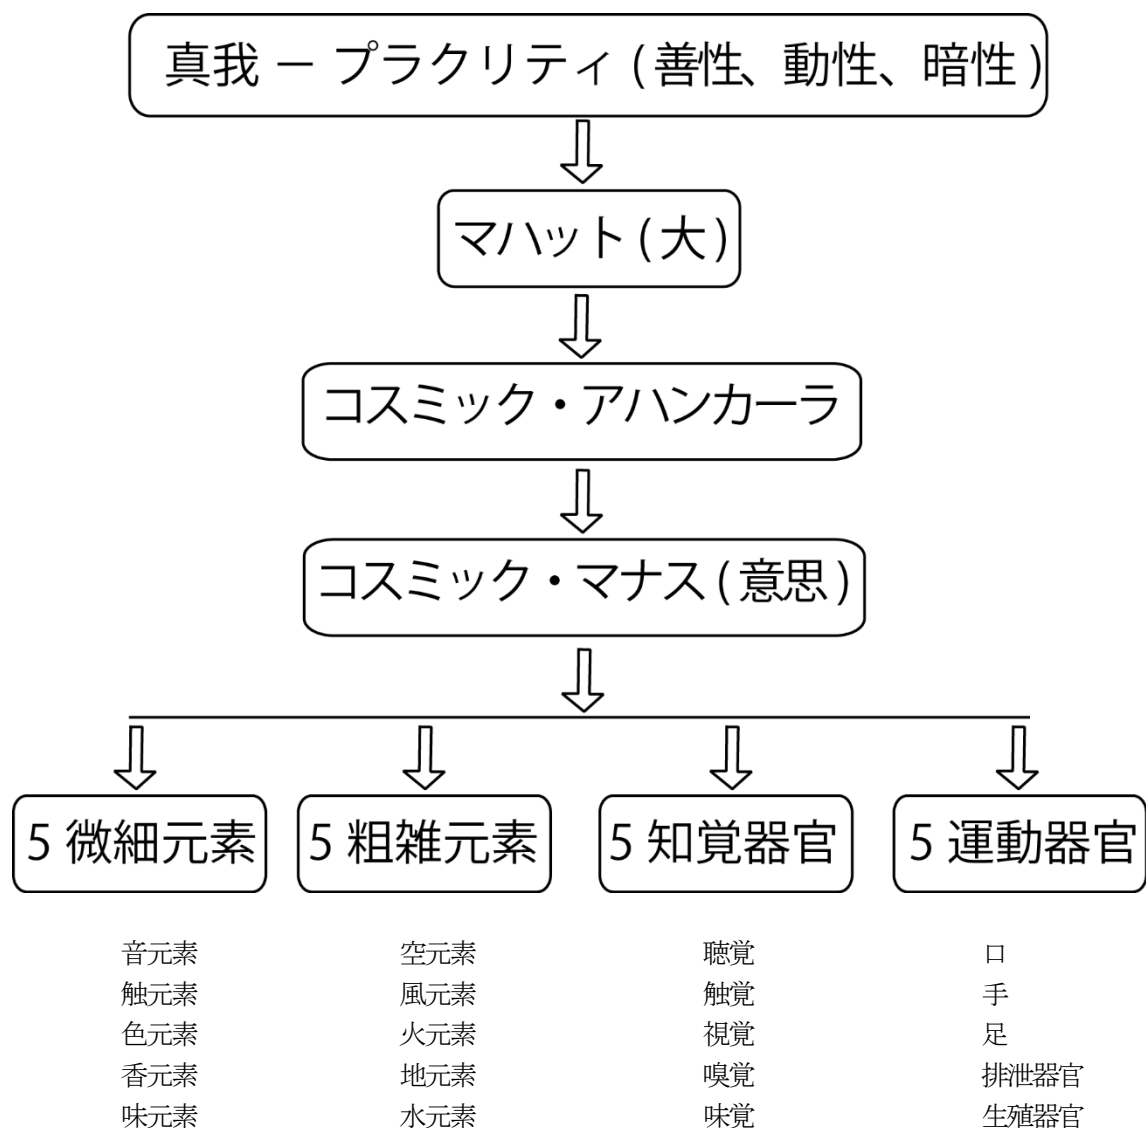 真我 － プラクリティ ( 善性、動性、暗性 )
マハット ( 大 )
コスミック・アハンカーラ
コスミック・マナス ( 意思 )
5 微細元素
5 粗雑元素
5 知覚器官
5 運動器官
音元素
空元素
聴覚
口
触元素
風元素
触覚
手
色元素
火元素
視覚
足
香元素
地元素
嗅覚
排泄器官
味元素
水元素
味覚
生殖器官